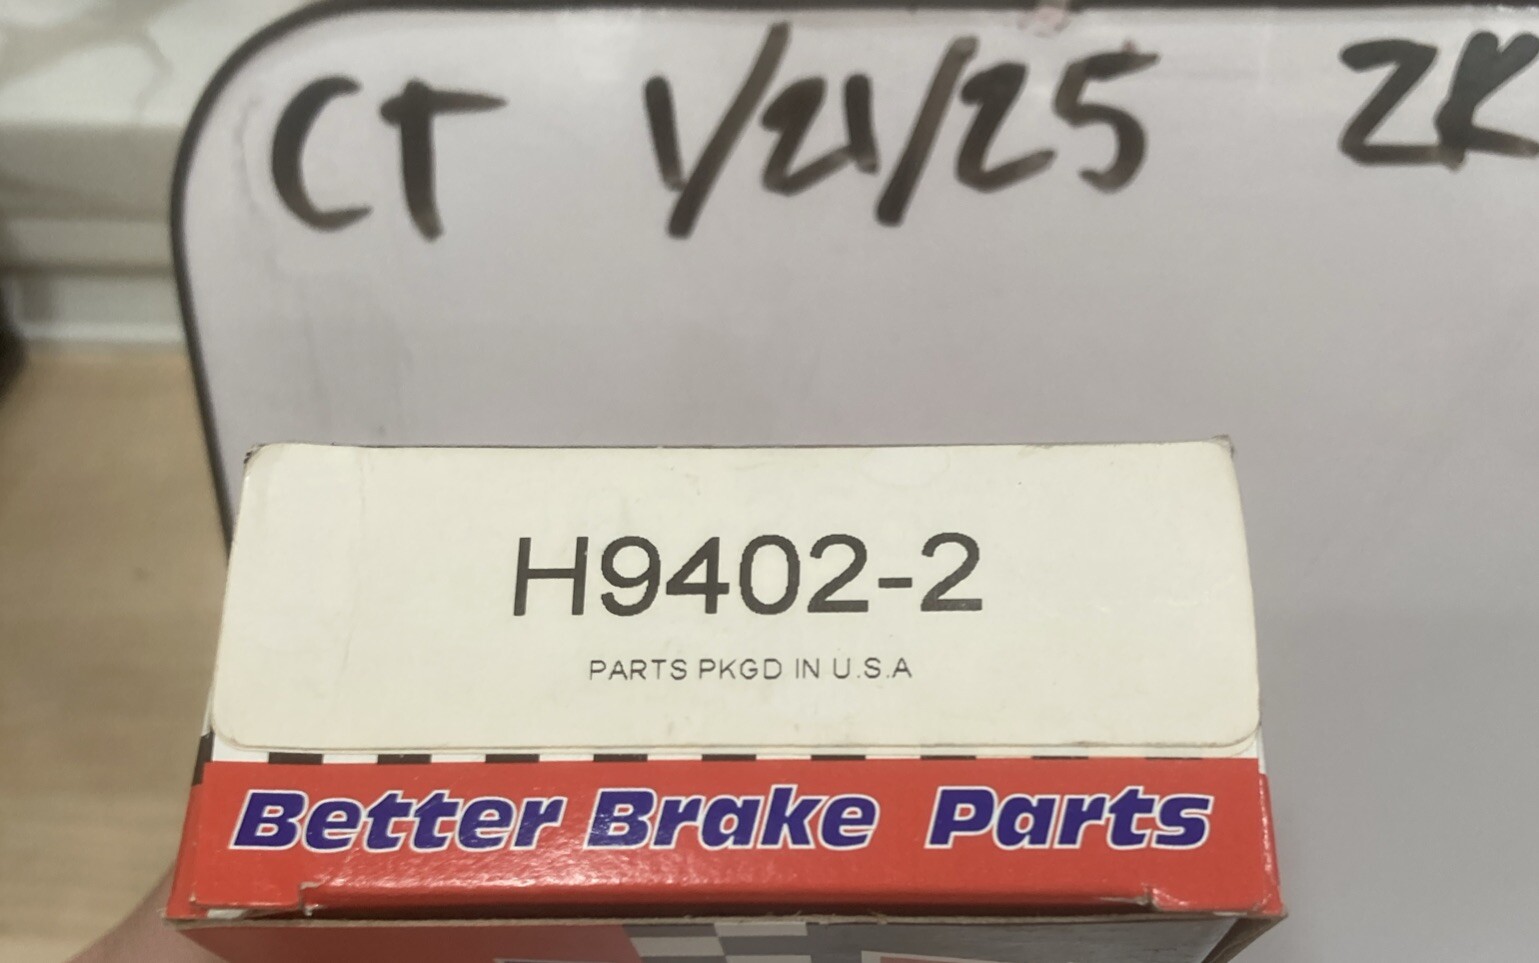 CT 1/21/25 ZK
H9402-2
PARTS PKGD IN U.S.A
Better Brake Parts